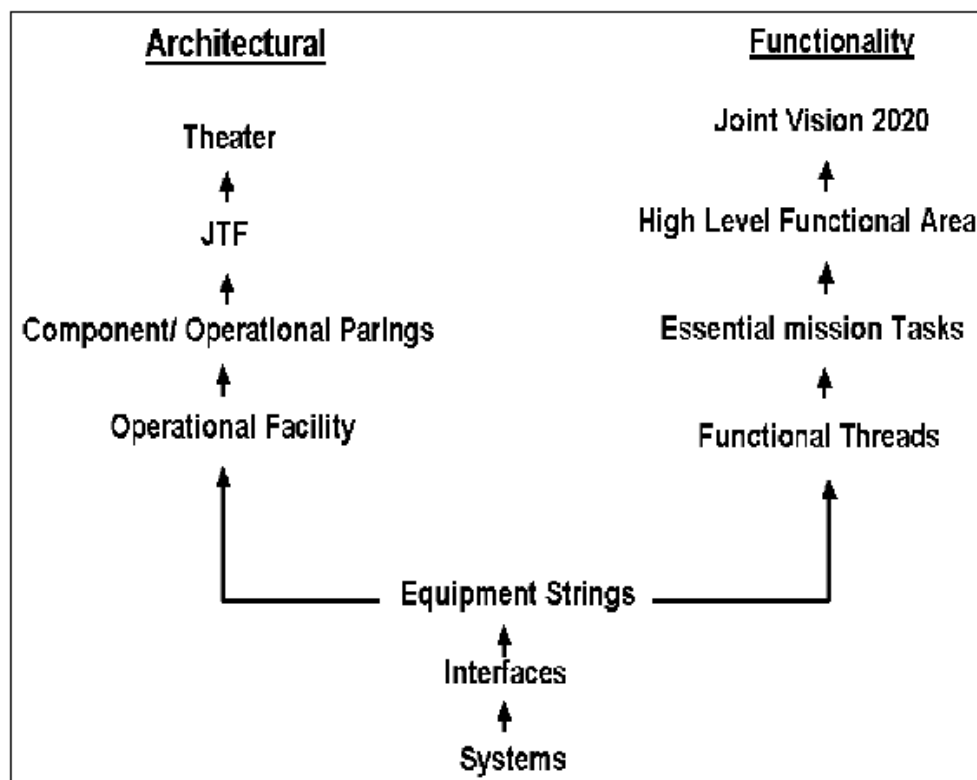 Architectural
Theater
JTF
Component/ Operational Parings
Operational Facility
Functionality
Joint Vision 2020
High Level Functional Area
Essential mission Tasks
Functional Threads
Equipment Strings
Interfaces
Systems